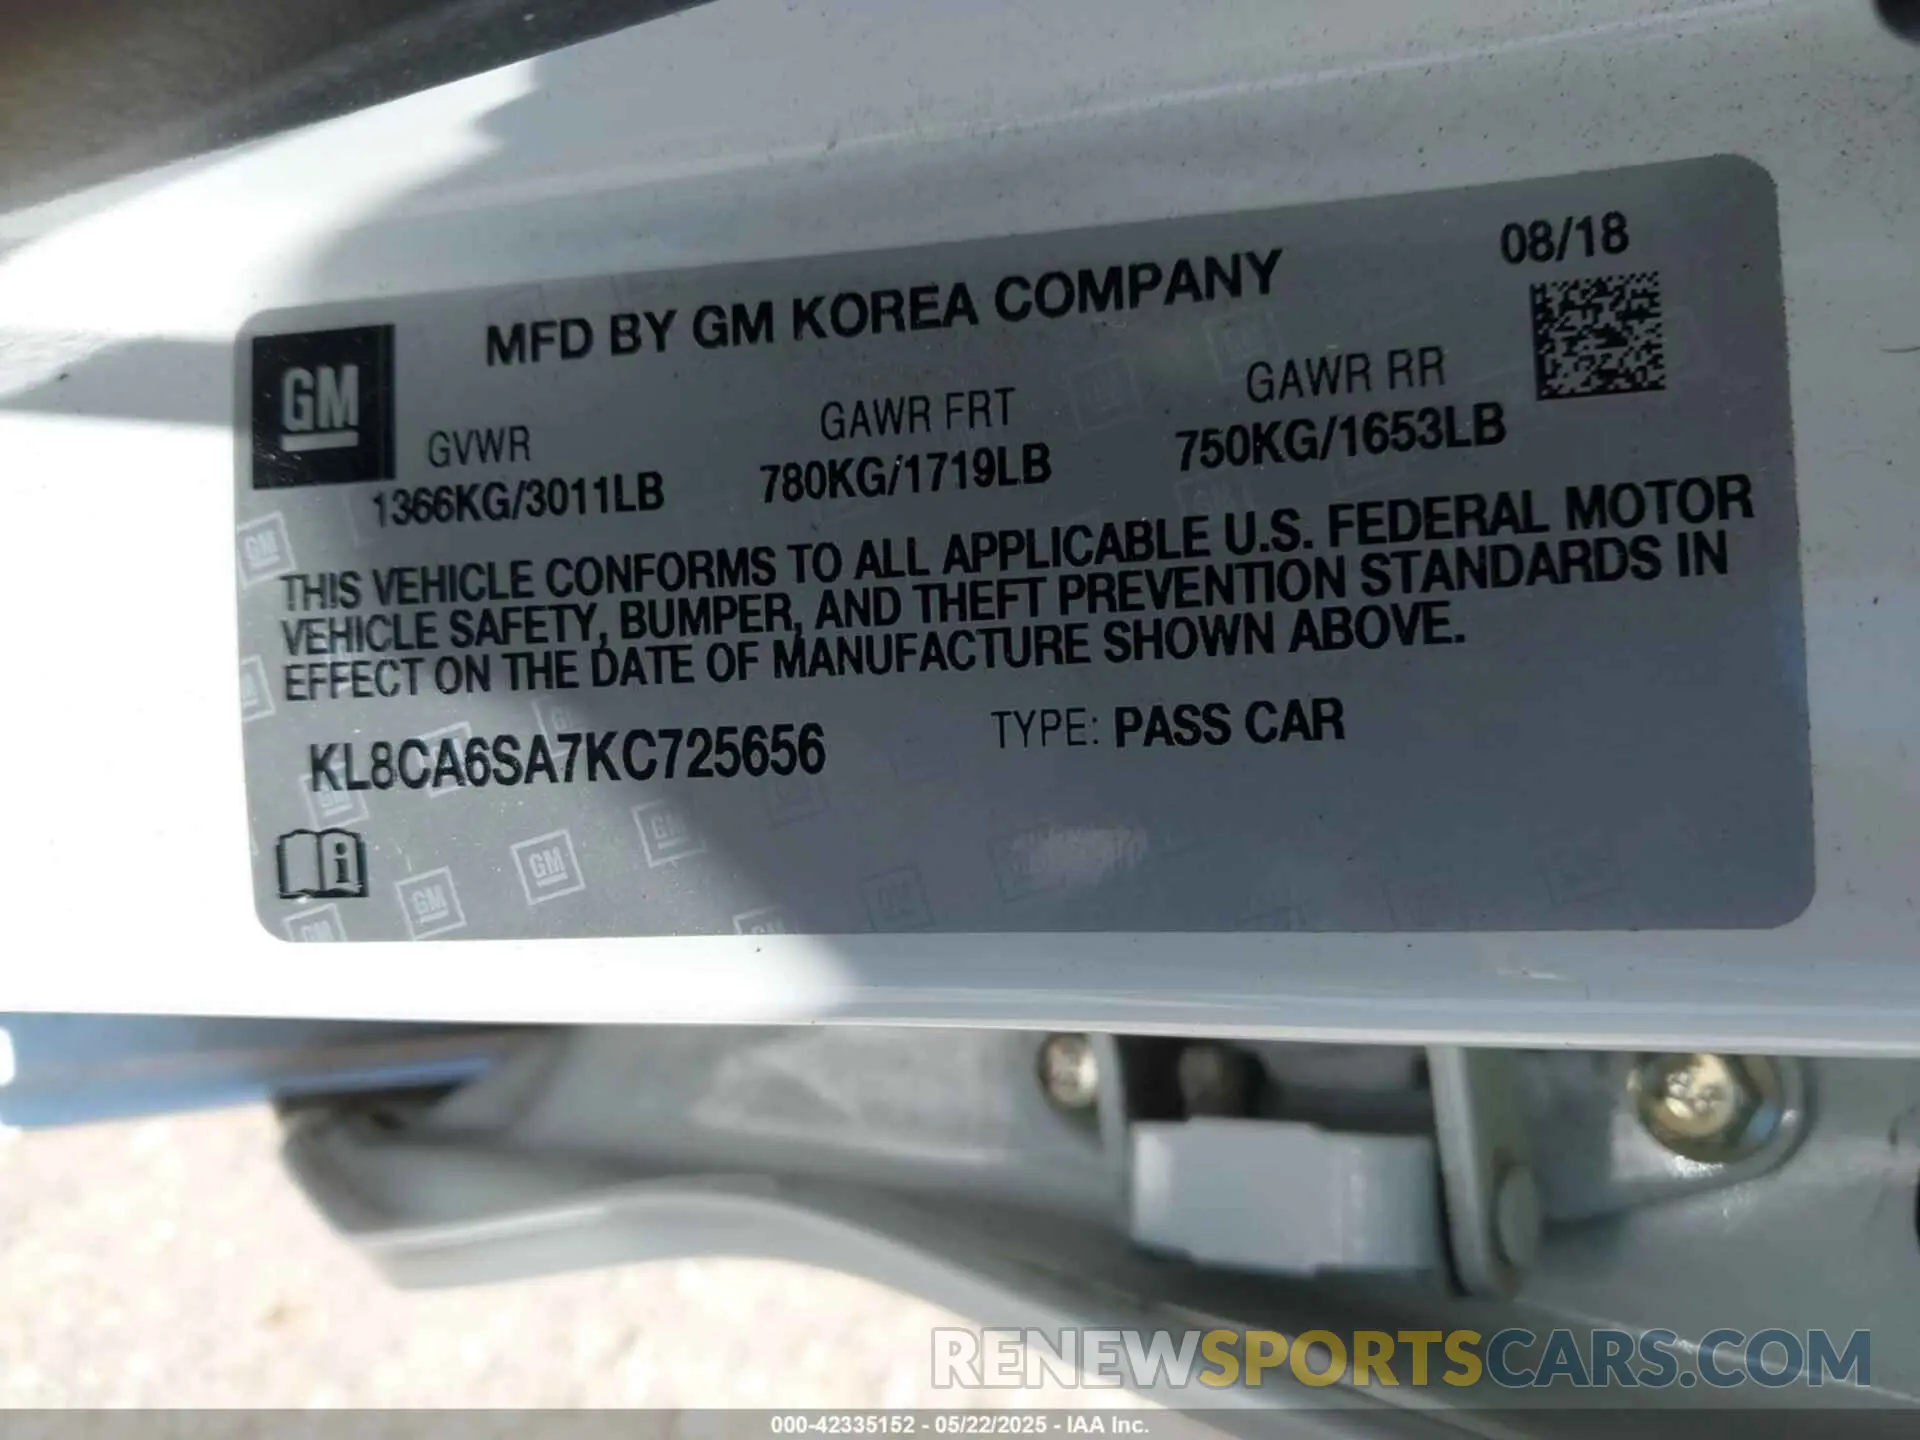 08/18
MFD BY GM KOREA COMPANY
GM
GVWR GAWR FRT GAWR RR
1366KG/3011LB 780KG/1719LB 750KG/1653LB
THIS VEHICLE CONFORMS TO ALL APPLICABLE U.S. FEDERAL MOTOR
VEHICLE SAFETY, BUMPER, AND THEFT PREVENTION STANDARDS IN
EFFECT ON THE DATE OF MANUFACTURE SHOWN ABOVE.
KL8CA6SA7KC725656 TYPE: PASS CAR
RENEWSPORTSCARS.COM
000-42335152 - 05/22/2025 - IAA Inc.